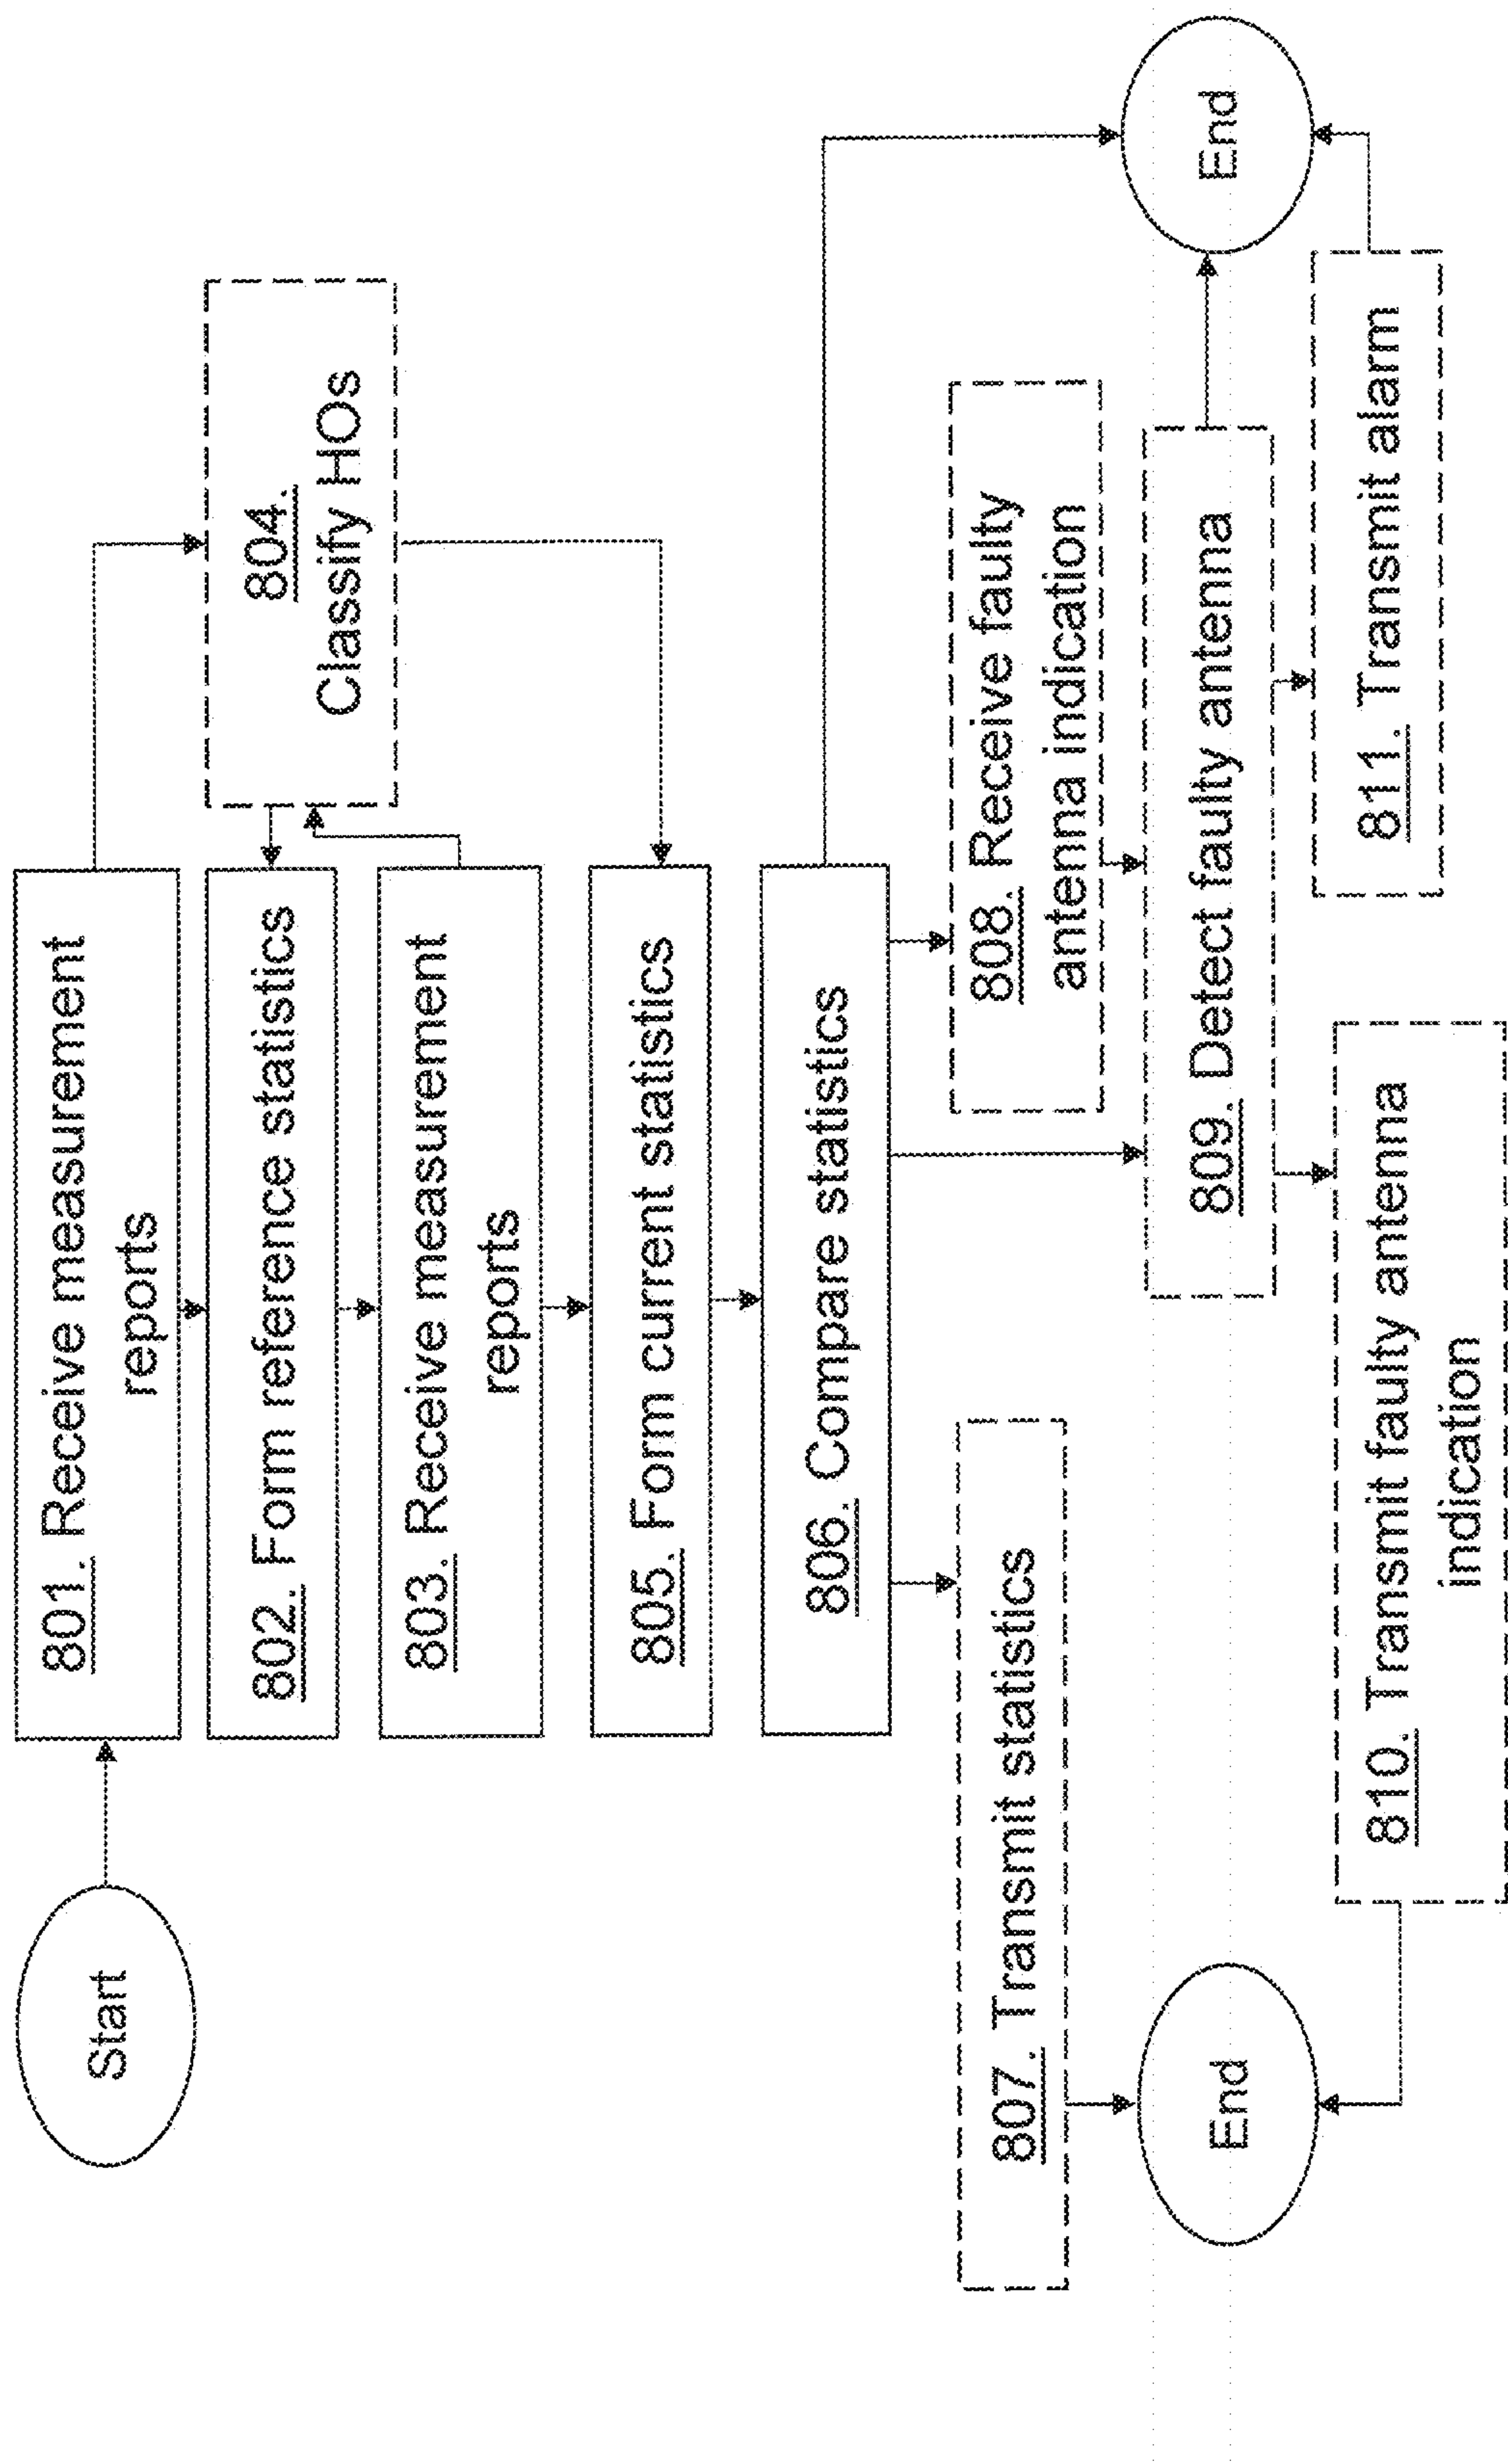 Start
801. Receive measurement
reports
802. Form reference statistics
803. Receive measurement
reports
804.
Classify HOs
805. Form current statistics
806. Compare statistics
807. Transmit statistics
808. Receive faulty
antenna indication
809. Detect faulty antenna
810. Transmit faulty antenna
indication
811. Transmit alarm
End
End